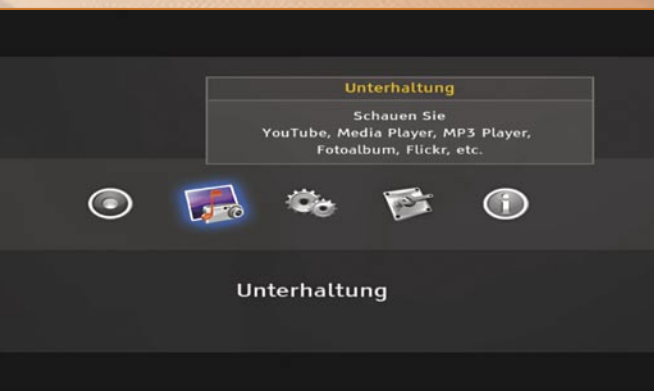 Unterhaltung
Schauen Sie
YouTube, Media Player, MP3 Player,
Fotoalbum, Flickr, etc.
Unterhaltung